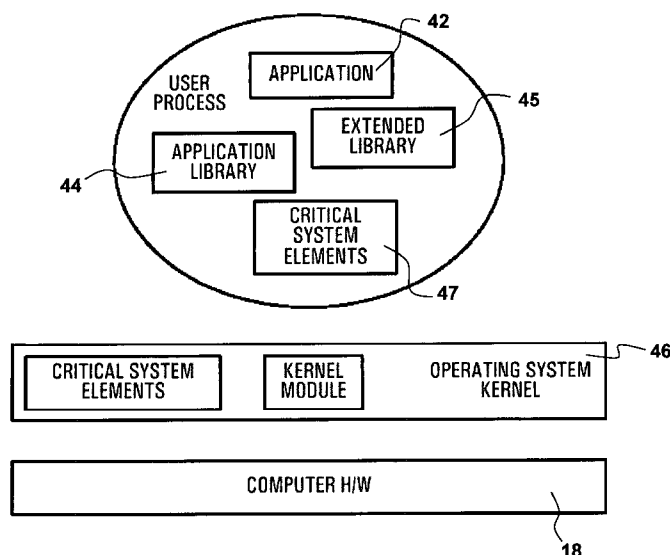 42
APPLICATION
USER
PROCESS
45
EXTENDED
LIBRARY
APPLICATION
LIBRARY
44
CRITICAL
SYSTEM
ELEMENTS
47
46
CRITICAL SYSTEM
ELEMENTS
KERNEL
MODULE
OPERATING SYSTEM
KERNEL
COMPUTER H/W
18